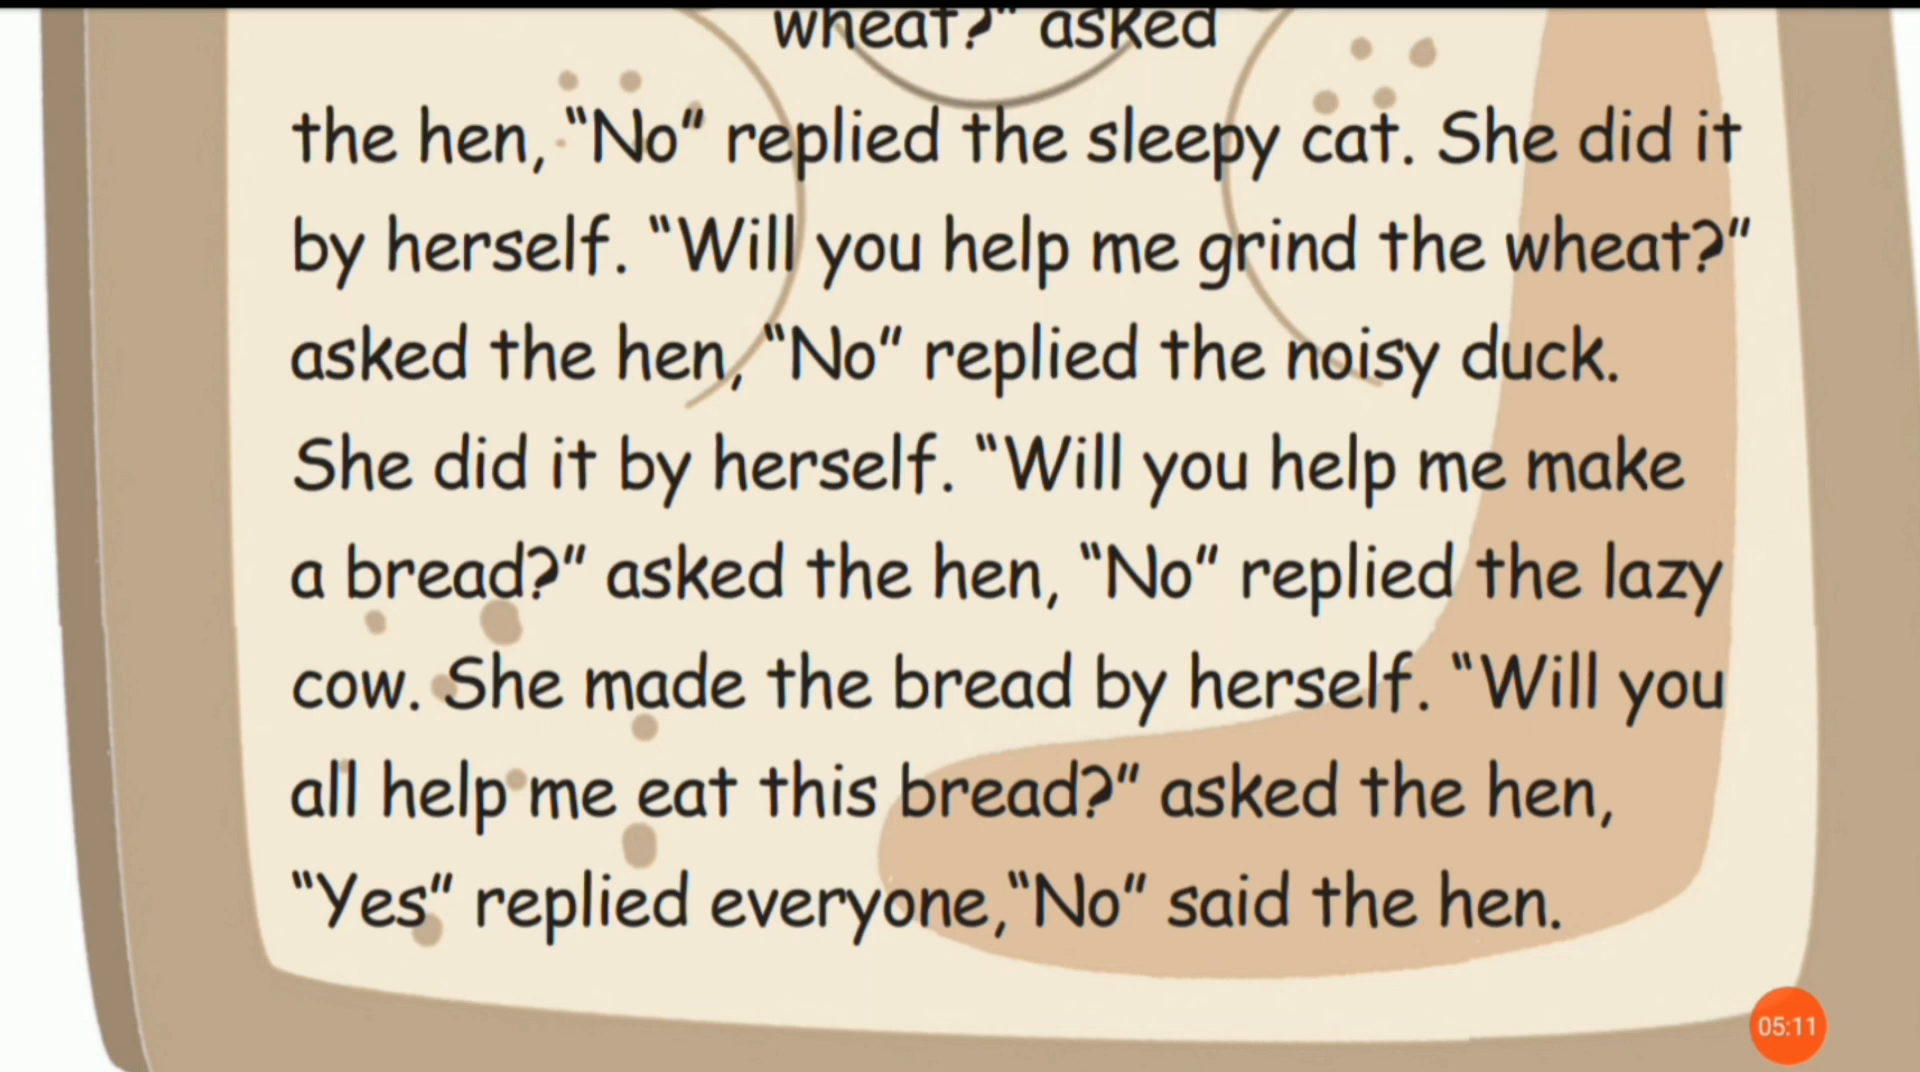 wheat?” asked
the hen, “No” replied the sleepy cat. She did it
by herself. “Will you help me grind the wheat?”
asked the hen, “No” replied the noisy duck.
She did it by herself. “Will you help me make
a bread?” asked the hen, “No” replied the lazy
cow. She made the bread by herself. “Will you
all help me eat this bread?” asked the hen,
“Yes” replied everyone,“No” said the hen.
05:11